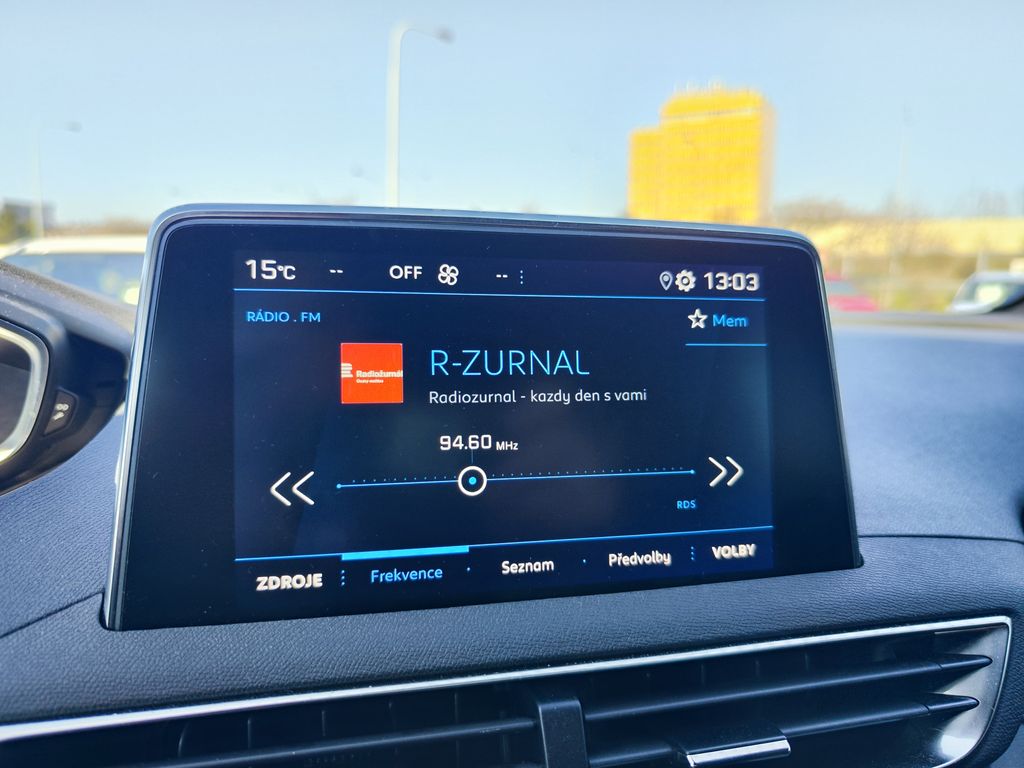 15°C -- OFF -- 13:03
RÁDIO . FM
Mem
Radiožurnál
R-ZURNAL
Radiozurnal - kazdy den s vami
94.60 MHz
RDS
ZDROJE Frekvence Seznam Předvolby VOLBY